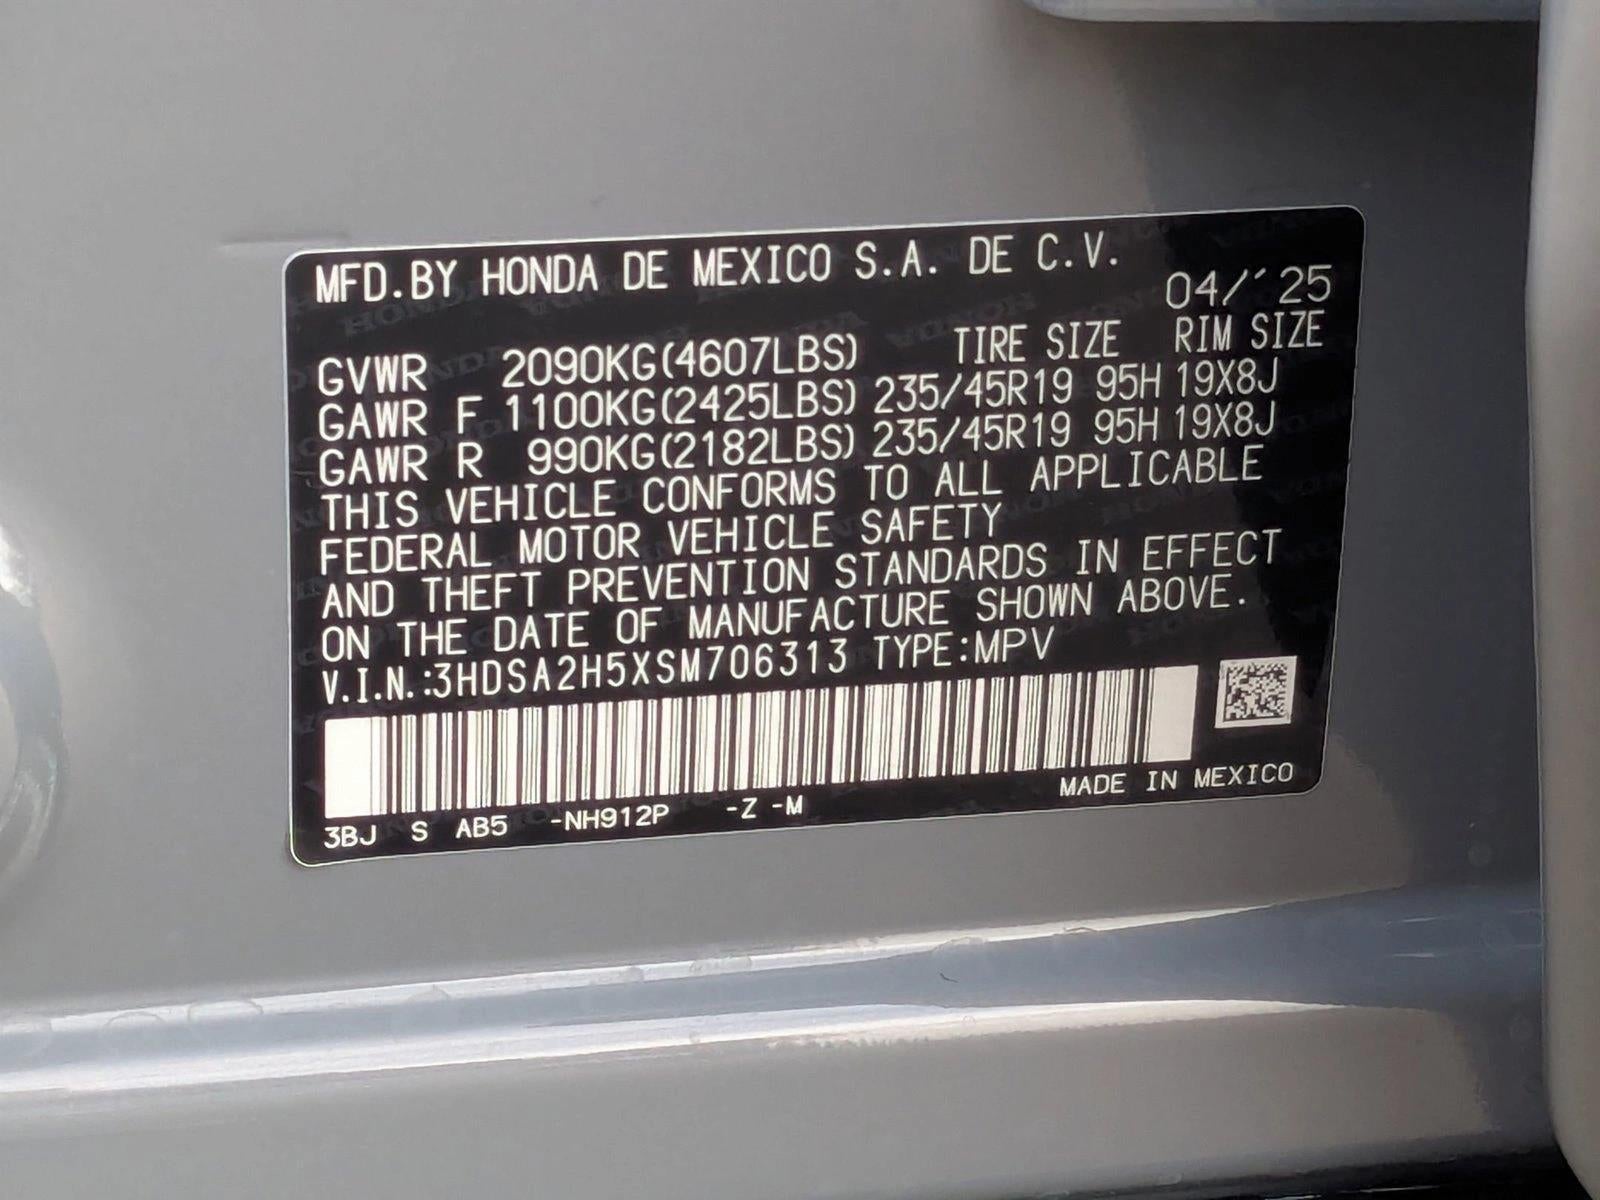 MFD.BY HONDA DE MEXICO S.A. DE C.V.
04/´25
TIRE SIZE RIM SIZE
GVWR 2090KG(4607LBS)
GAWR F 1100KG(2425LBS) 235/45R19 95H 19X8J
GAWR R 990KG(2182LBS) 235/45R19 95H 19X8J
THIS VEHICLE CONFORMS TO ALL APPLICABLE
FEDERAL MOTOR VEHICLE SAFETY
AND THEFT PREVENTION STANDARDS IN EFFECT
ON THE DATE OF MANUFACTURE SHOWN ABOVE.
V.I.N.:3HDSA2H5XSM706313 TYPE:MPV
MADE IN MEXICO
3BJ S AB5 -NH912P -Z -M